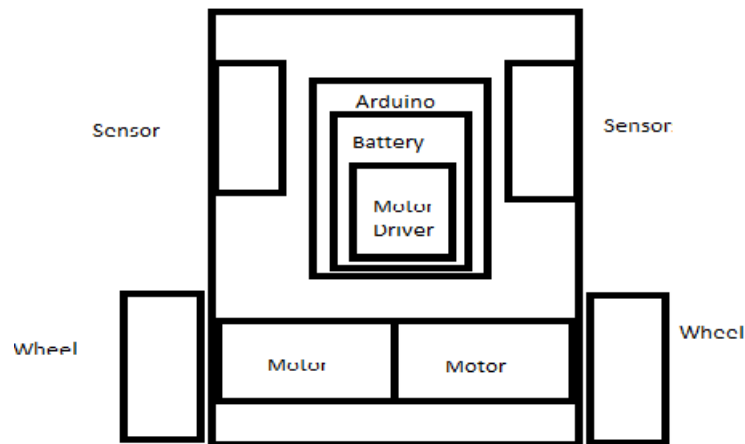 Arduino
Sensor
Sensor
Battery
Motor
Driver
Wheel
Wheel
Motor
Motor